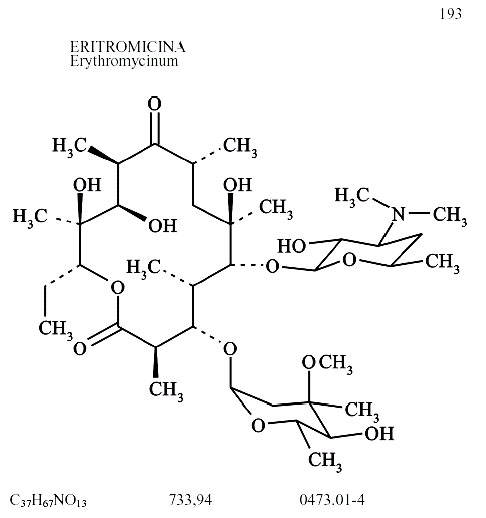 193
ERITROMICINA
Erythromycinum
O
H₃C
CH₃
OH
OH
H₃C
OH
CH₃
H₃C
N
CH₃
HO
O
CH₃
H₃C
O
O
CH₃
O
O
CH₃
OCH₃
CH₃
O
OH
CH₃
C₃₇H₆₇NO₁₃ 733,94 0473.01-4